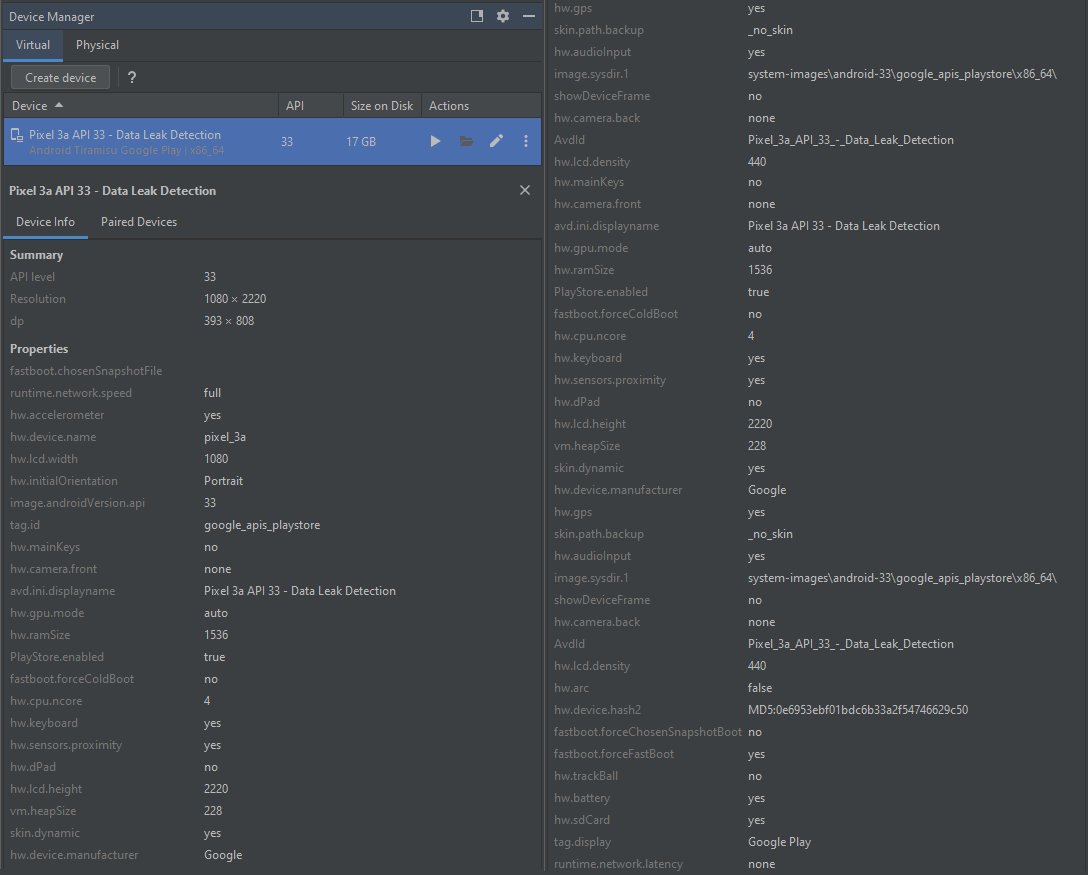 Device Manager
Virtual Physical
Create device ?
Device API Size on Disk Actions
Pixel 3a API 33 - Data Leak Detection
Android Tiramisu Google Play | x86_64
33 17 GB
Pixel 3a API 33 - Data Leak Detection
Device Info Paired Devices
Summary
API level 33
Resolution 1080 × 2220
dp 393 × 808
Properties
fastboot.chosenSnapshotFile
runtime.network.speed full
hw.accelerometer yes
hw.device.name pixel_3a
hw.lcd.width 1080
hw.initialOrientation Portrait
image.androidVersion.api 33
tag.id google_apis_playstore
hw.mainKeys no
hw.camera.front none
avd.ini.displayname Pixel 3a API 33 - Data Leak Detection
hw.gpu.mode auto
hw.ramSize 1536
PlayStore.enabled true
fastboot.forceColdBoot no
hw.cpu.ncore 4
hw.keyboard yes
hw.sensors.proximity yes
hw.dPad no
hw.lcd.height 2220
vm.heapSize 228
skin.dynamic yes
hw.device.manufacturer Google
hw.gps yes
skin.path.backup _no_skin
hw.audioInput yes
image.sysdir.1 system-images\android-33\google_apis_playstore\x86_64\
showDeviceFrame no
hw.camera.back none
AvdId Pixel_3a_API_33_-_Data_Leak_Detection
hw.lcd.density 440
hw.mainKeys no
hw.camera.front none
avd.ini.displayname Pixel 3a API 33 - Data Leak Detection
hw.gpu.mode auto
hw.ramSize 1536
PlayStore.enabled true
fastboot.forceColdBoot no
hw.cpu.ncore 4
hw.keyboard yes
hw.sensors.proximity yes
hw.dPad no
hw.lcd.height 2220
vm.heapSize 228
skin.dynamic yes
hw.device.manufacturer Google
hw.gps yes
skin.path.backup _no_skin
hw.audioInput yes
image.sysdir.1 system-images\android-33\google_apis_playstore\x86_64\
showDeviceFrame no
hw.camera.back none
AvdId Pixel_3a_API_33_-_Data_Leak_Detection
hw.lcd.density 440
hw.arc false
hw.device.hash2 MD5:0e6953ebf01bdc6b33a2f54746629c50
fastboot.forceChosenSnapshotBoot no
fastboot.forceFastBoot yes
hw.trackBall no
hw.battery yes
hw.sdCard yes
tag.display Google Play
runtime.network.latency none